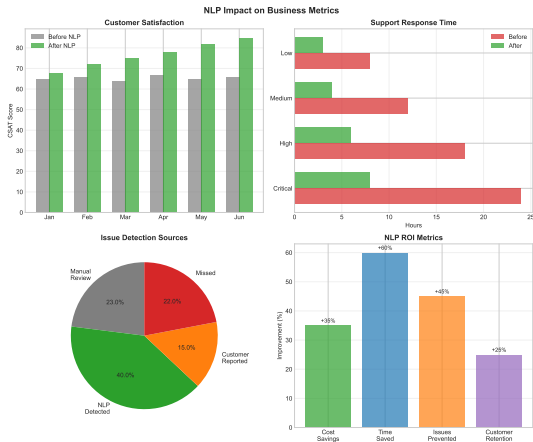 NLP Impact on Business Metrics
Customer Satisfaction
Before NLP
After NLP
CSAT Score
80
70
60
50
40
30
20
10
0
Jan Feb Mar Apr May Jun
Support Response Time
Before
After
Low
Medium
High
Critical
0 5 10 15 20 25
Hours
Issue Detection Sources
Manual
Review
Missed
23.0%
22.0%
15.0%
Customer
Reported
40.0%
NLP
Detected
NLP ROI Metrics
Improvement (%)
60
50
40
30
20
10
0
+35%
+60%
+45%
+25%
Cost
Savings
Time
Saved
Issues
Prevented
Customer
Retention